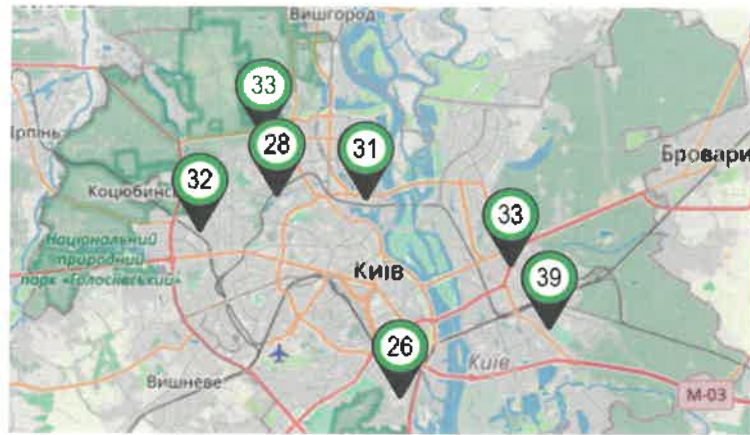 Вишгород
33
Ірпінь
28
31
Бровари
32
Коцюбинс
33
Національний
природний
парк «Голосіївський»
Київ
39
26
Київ
Вишневе
M-03